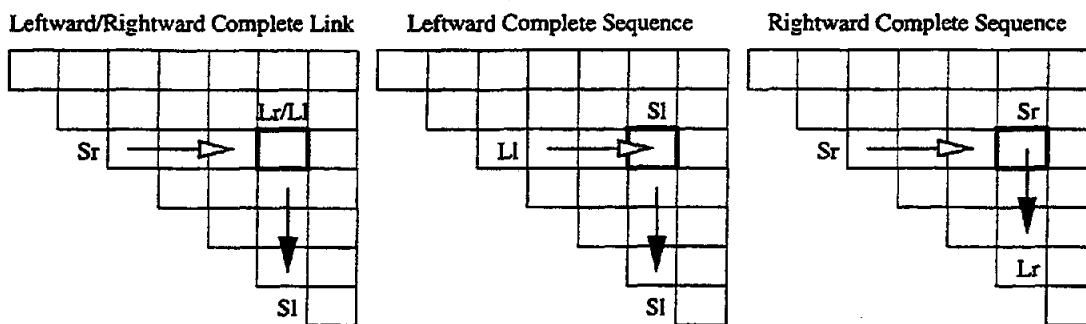 Leftward/Rightward Complete Link
Leftward Complete Sequence
Rightward Complete Sequence
Lr/Ll
Sr
Sl
Sl
Ll
Sl
Sr
Sr
Lr